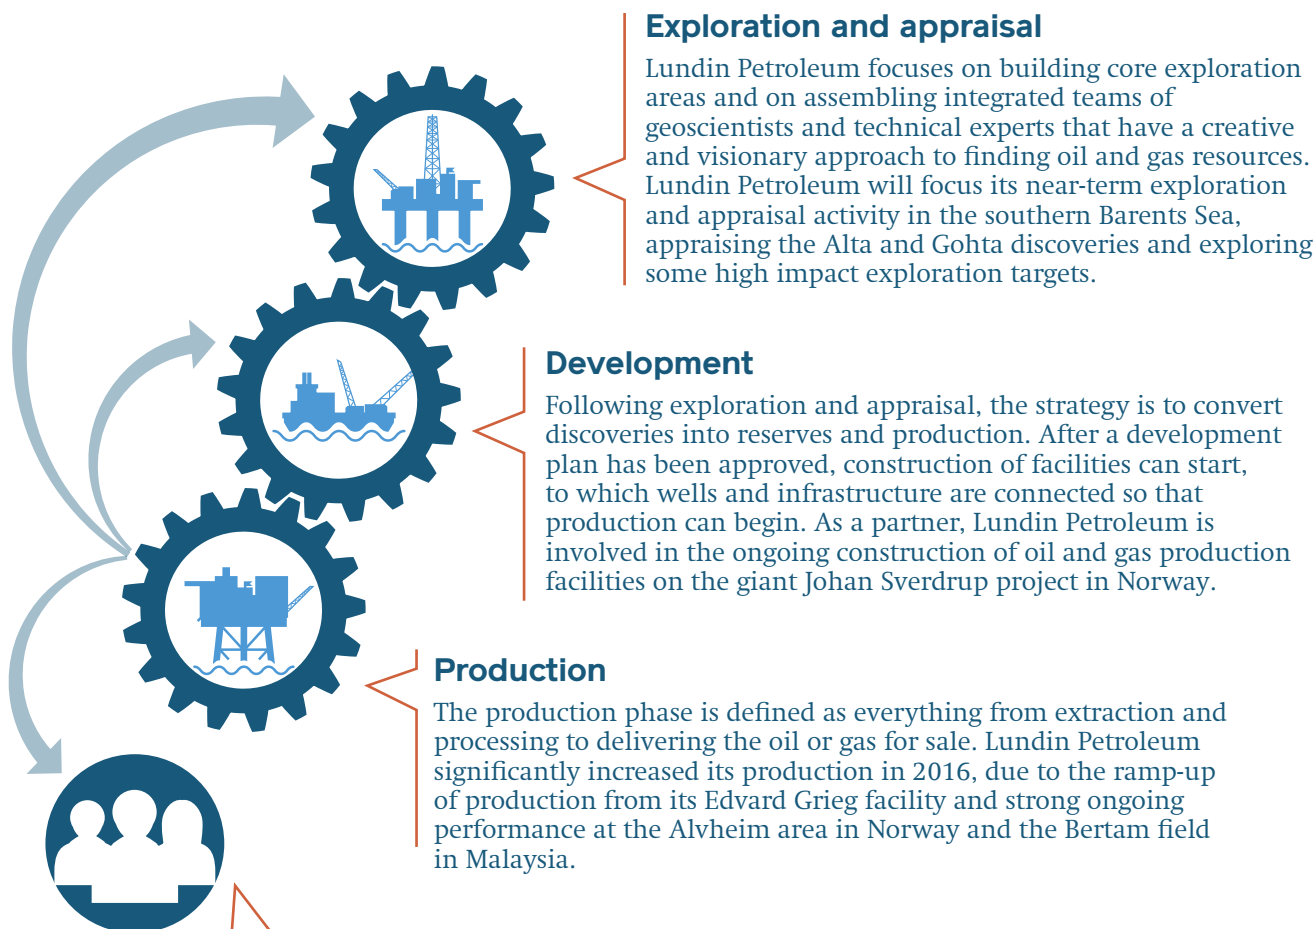 Exploration and appraisal
Lundin Petroleum focuses on building core exploration
areas and on assembling integrated teams of
geoscientists and technical experts that have a creative
and visionary approach to finding oil and gas resources.
Lundin Petroleum will focus its near-term exploration
and appraisal activity in the southern Barents Sea,
appraising the Alta and Gohta discoveries and exploring
some high impact exploration targets.
Development
Following exploration and appraisal, the strategy is to convert
discoveries into reserves and production. After a development
plan has been approved, construction of facilities can start,
to which wells and infrastructure are connected so that
production can begin. As a partner, Lundin Petroleum is
involved in the ongoing construction of oil and gas production
facilities on the giant Johan Sverdrup project in Norway.
Production
The production phase is defined as everything from extraction and
processing to delivering the oil or gas for sale. Lundin Petroleum
significantly increased its production in 2016, due to the ramp-up
of production from its Edvard Grieg facility and strong ongoing
performance at the Alvheim area in Norway and the Bertam field
in Malaysia.